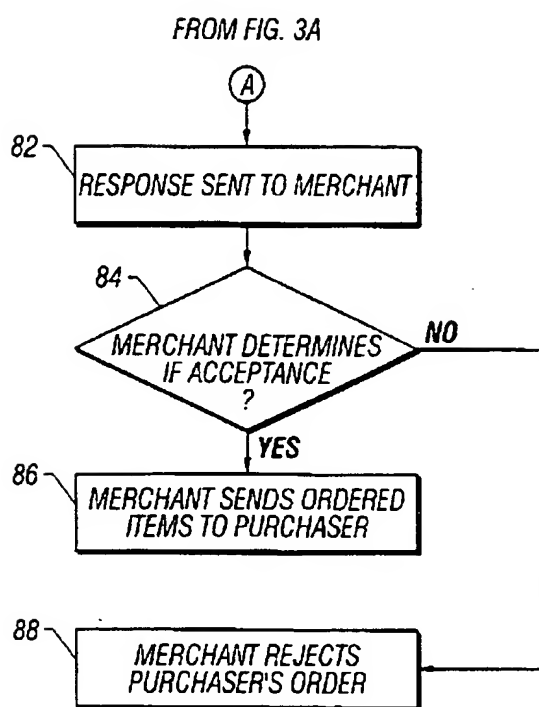 FROM FIG. 3A
A
82
RESPONSE SENT TO MERCHANT
84
MERCHANT DETERMINES
IF ACCEPTANCE
?
NO
YES
86
MERCHANT SENDS ORDERED
ITEMS TO PURCHASER
88
MERCHANT REJECTS
PURCHASER'S ORDER